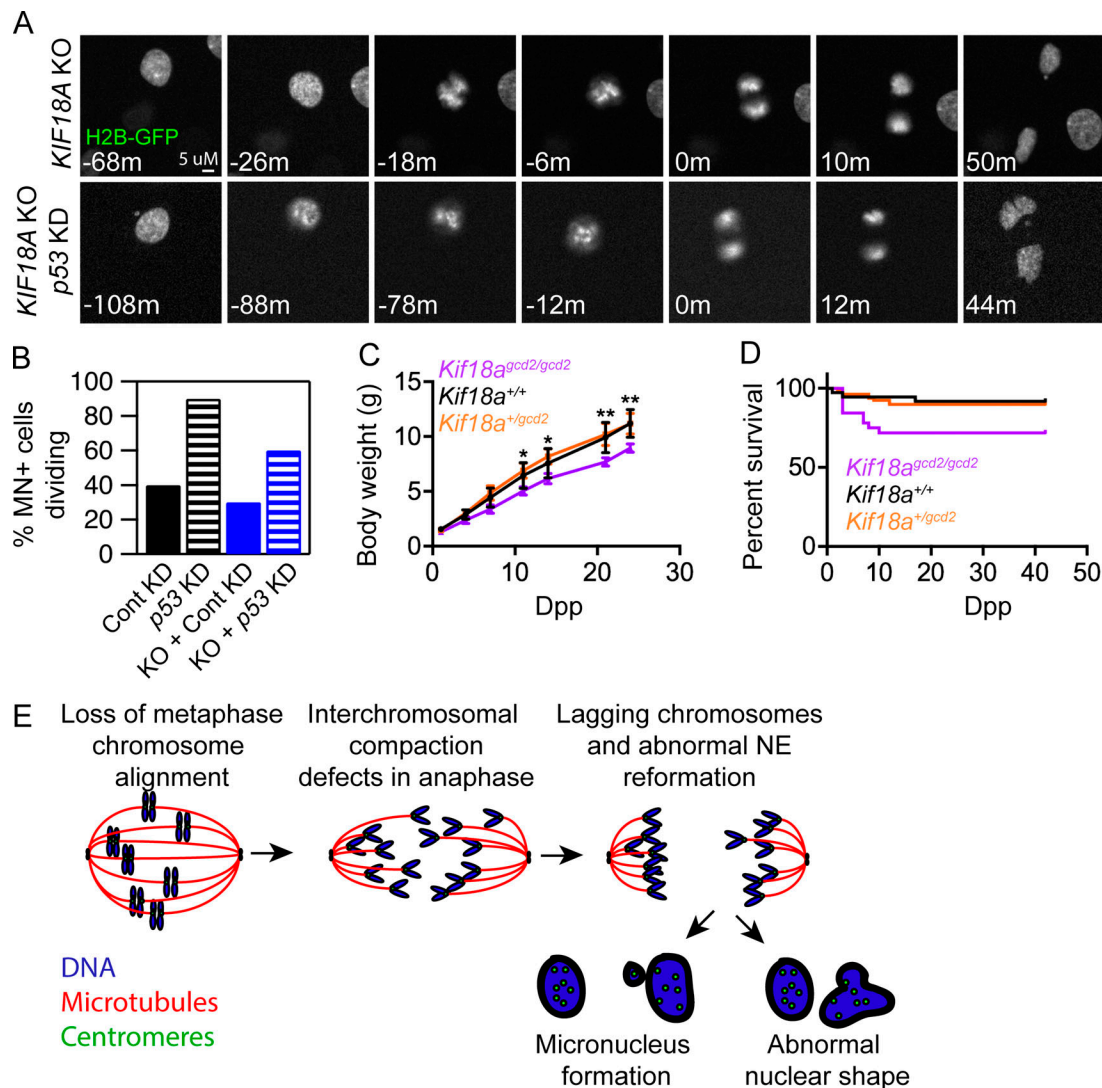 A
KIF18A KO
H2B-GFP
5 uM
-68m
-26m
-18m
-6m
0m
10m
50m
KIF18A KO
p53 KD
-108m
-88m
-78m
-12m
0m
12m
44m
B
% MN+ cells
dividing
100
80
60
40
20
0
Cont KD
p53 KD
KO + Cont KD
KO + p53 KD
C
Kif18a^gcd2/gcd2
Kif18a^+/+
Kif18a^+/gcd2
Body weight (g)
15
10
5
0
* * ** **
0 10 20 30
Dpp
D
Percent survival
100
50
0
Kif18a^gcd2/gcd2
Kif18a^+/+
Kif18a^+/gcd2
0 10 20 30 40 50
Dpp
E
Loss of metaphase
chromosome
alignment
Interchromosomal
compaction
defects in anaphase
Lagging chromosomes
and abnormal NE
reformation
DNA
Microtubules
Centromeres
Micronucleus
formation
Abnormal
nuclear shape